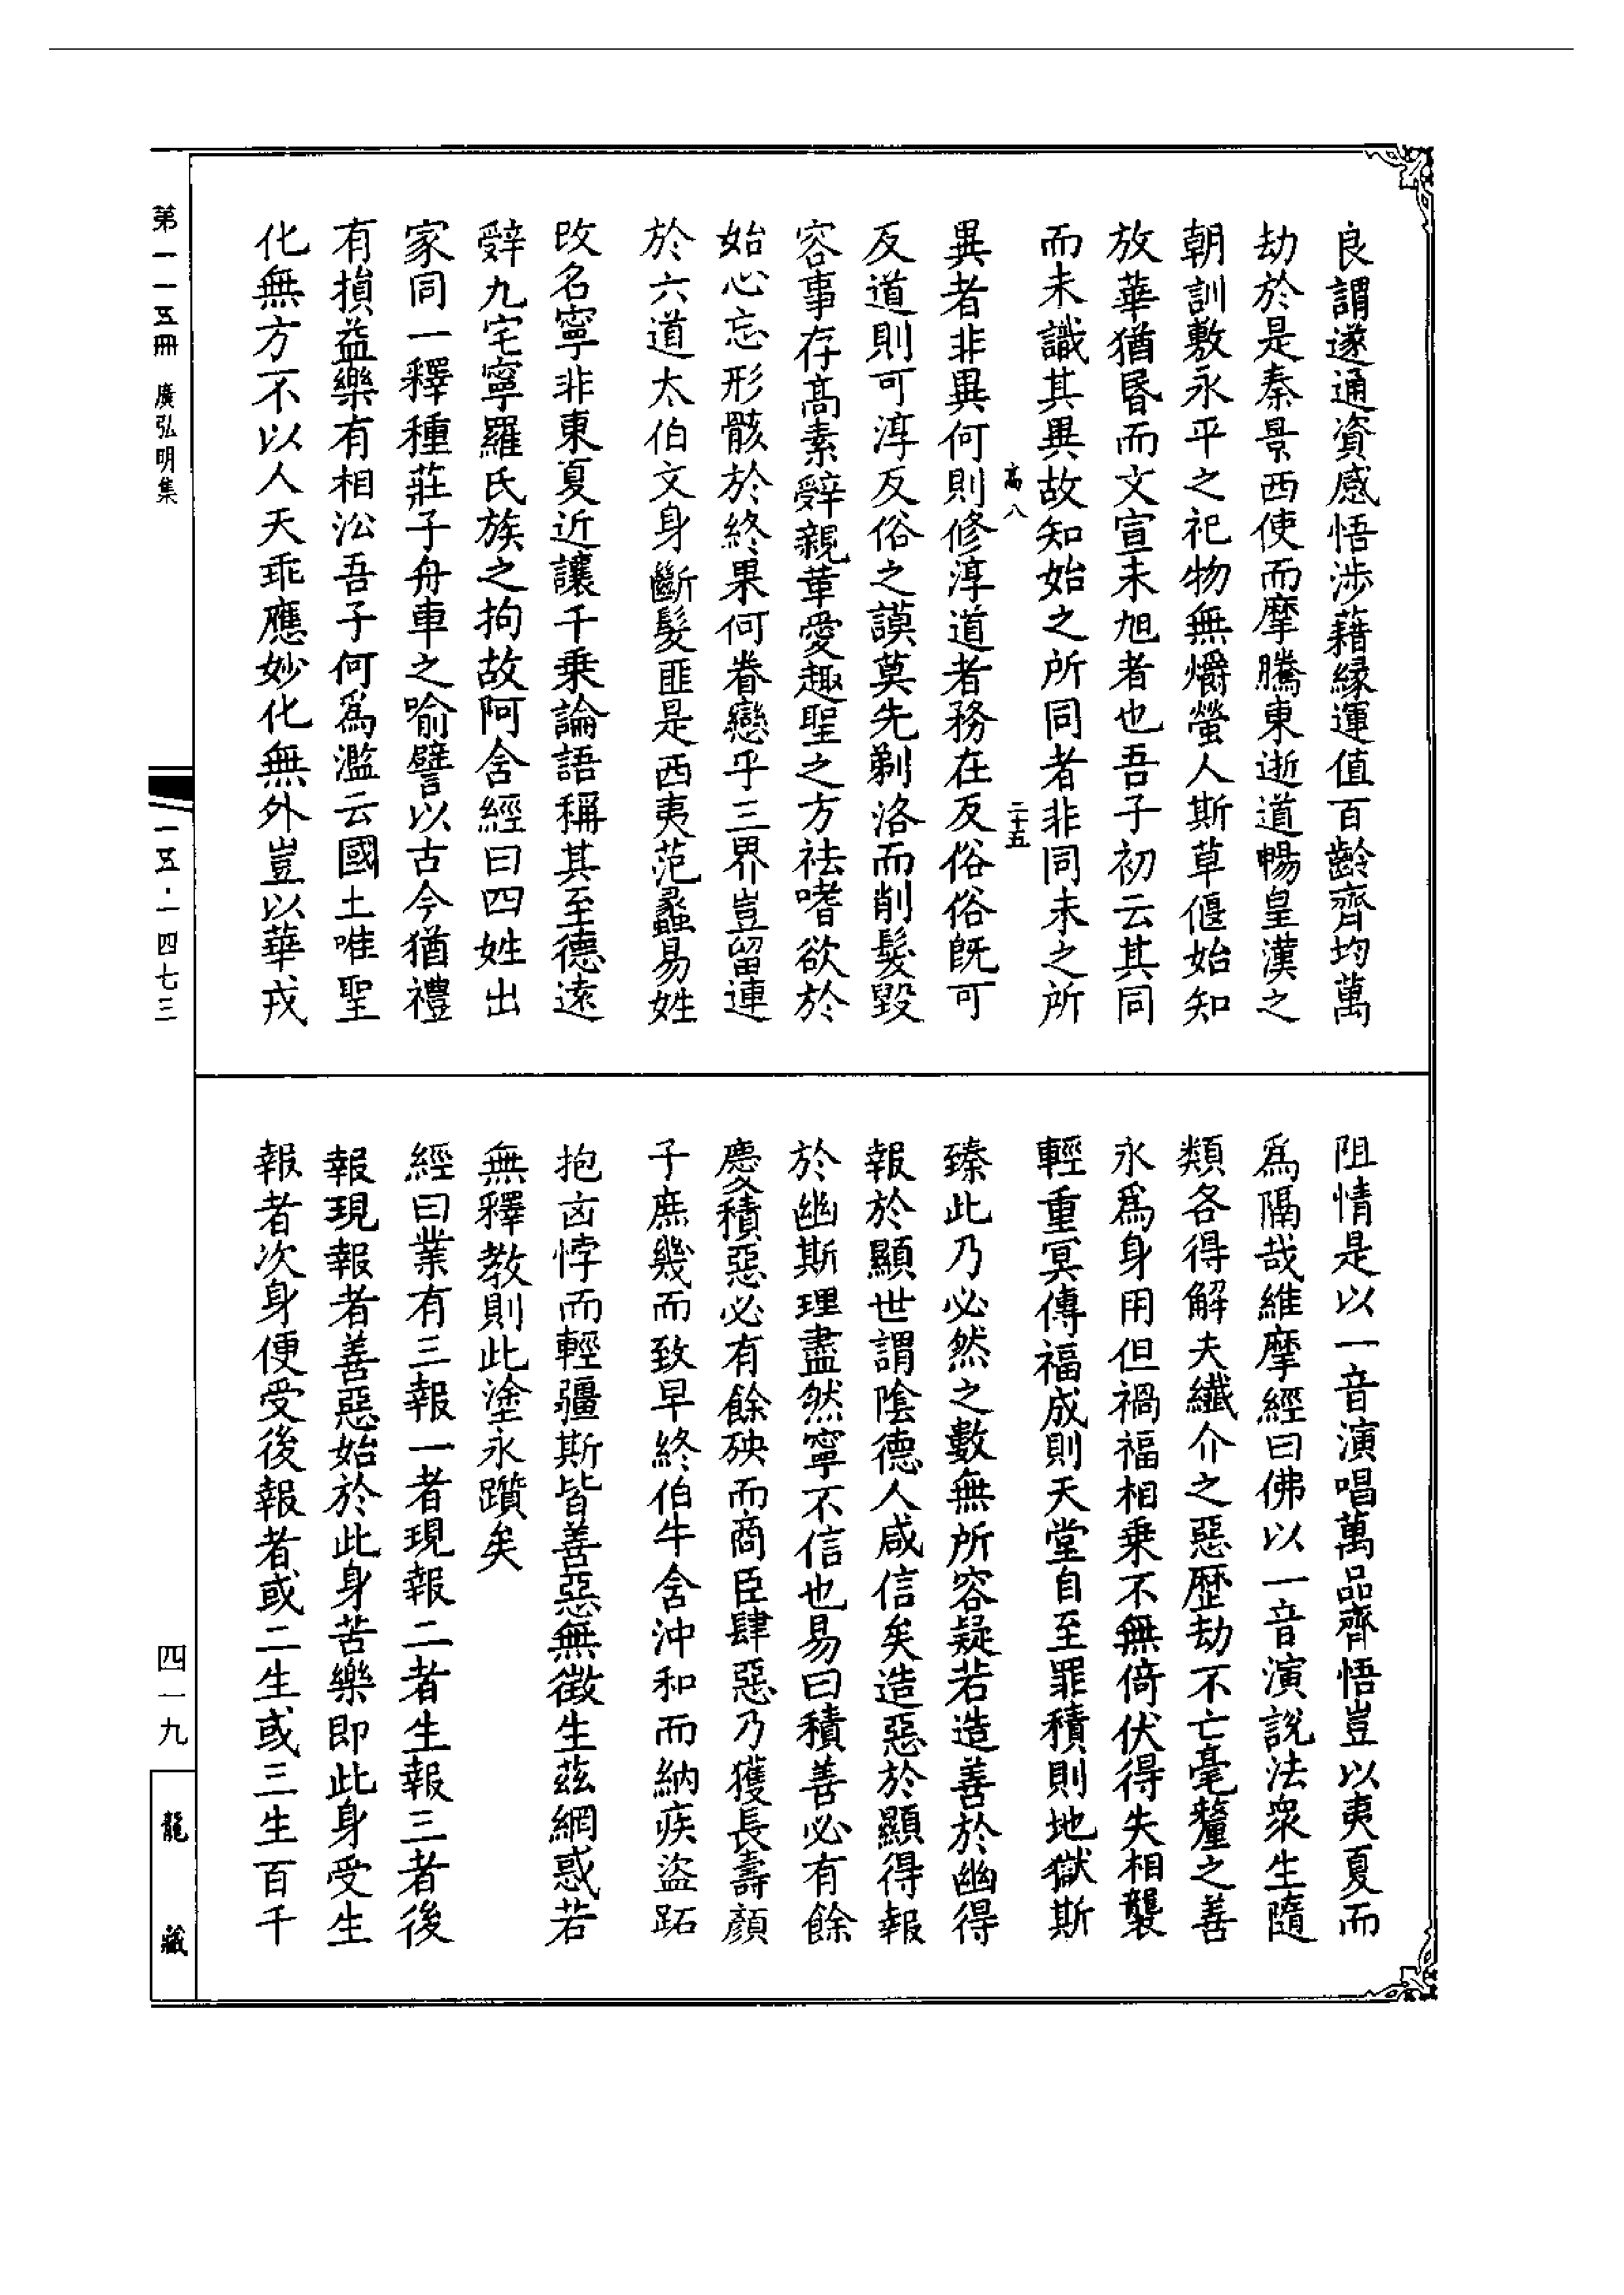 良謂遂通資感悟涉藉緣運值百齡齊均萬
劫於是秦景西使而摩騰東逝道暢皇漢之
朝訓敷永平之祀物無爝螢人斯草偃始知
放華猶昬而文宣未旭者也吾子初云其同
而未識其異故知始之所同者非同未之所
高八
二十五
異者非異何則修淳道者務在反俗俗既可
反道則可淳反俗之謨莫先剃洛而削髮毀
容事存高素辤親革愛趣聖之方祛嗜欲於
始心忘形骸於終果何眷戀乎三界豈留連
於六道太伯文身斷髮匪是西夷范蠡易姓
改名寧非東夏近讓千乘論語稱其至德遠
辤九宅寧羅氏族之拘故阿含經曰四姓出
家同一釋種莊子舟車之喻譬以古今猶禮
有損益樂有相沿吾子何為濫云國土唯聖
化無方不以人天乖應妙化無外豈以華戎
阻情是以一音演唱萬品齊悟豈以夷夏而
為隔哉維摩經曰佛以一音演說法衆生隨
類各得解夫纖介之惡歷劫不亡毫釐之善
永為身用但禍福相乘不無倚伏得失相襲
輕重冥傳福成則天堂自至罪積則地獄斯
臻此乃必然之數無所容疑若造善於幽得
報於顯世謂陰德人咸信矣造惡於顯得報
於幽斯理盡然寧不信也易曰積善必有餘
慶積惡必有餘殃而商臣肆惡乃獲長壽顏
子庶幾而致早終伯牛含沖和而納疾盜跖
抱凶悖而輕彊斯皆善惡無徵生茲網惑若
無釋教則此塗永躓矣
經曰業有三報一者現報二者生報三者後
報現報者善惡始於此身苦樂即此身受生
報者次身便受後報者或二生或三生百千
第一一五冊 廣弘明集
一五·一四七三
四一九
龍藏